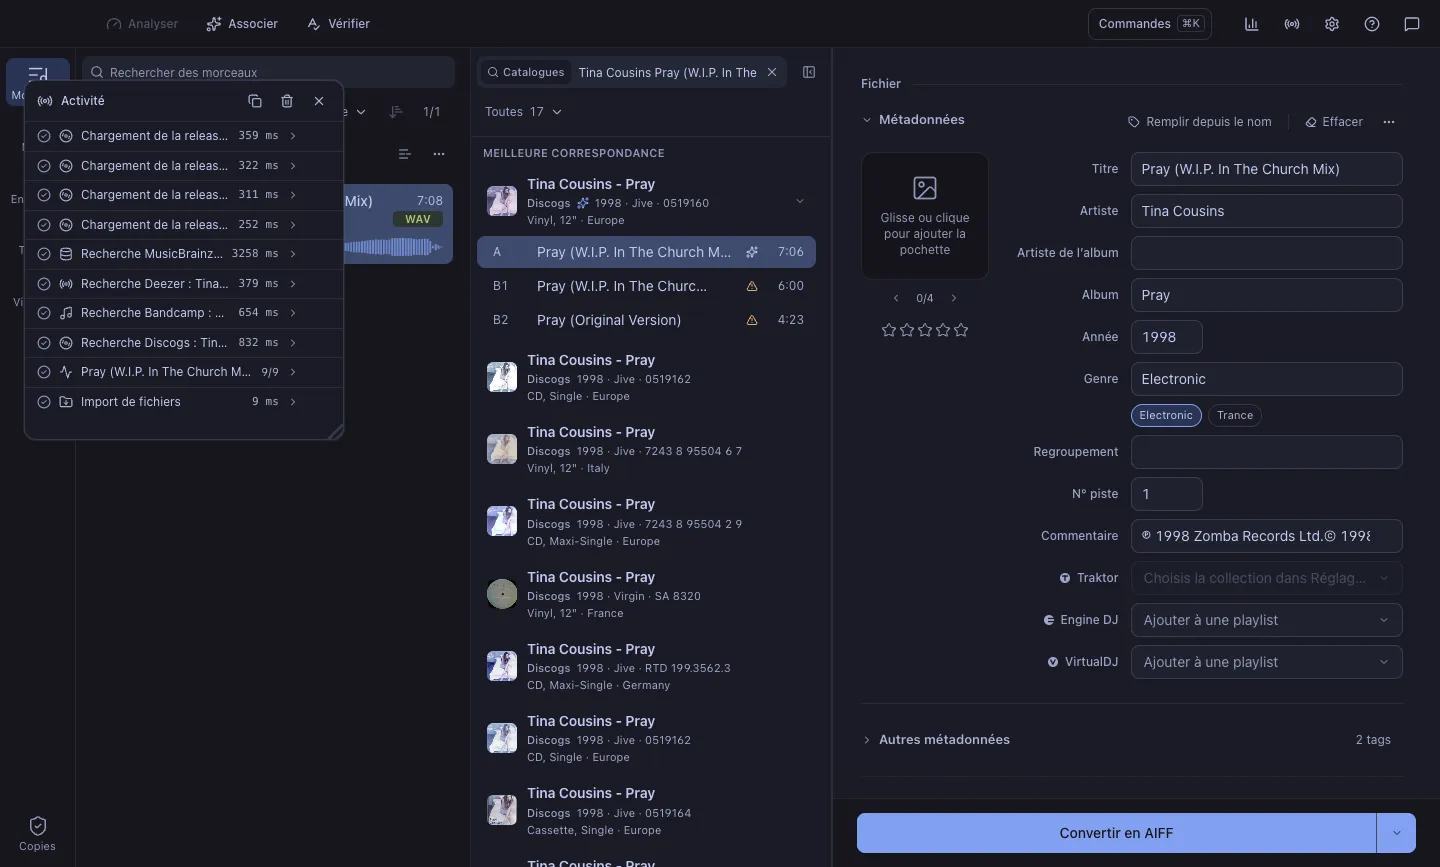 Analyser
Associer
Vérifier
Commandes ⌘K
Rechercher des morceaux
Activité
1/1
Chargement de la releas... 359 ms
Chargement de la releas... 322 ms
Chargement de la releas... 311 ms
Chargement de la releas... 252 ms
Recherche MusicBrainz... 3258 ms
Recherche Deezer : Tina... 379 ms
Recherche Bandcamp : ... 654 ms
Recherche Discogs : Tin... 832 ms
Pray (W.I.P. In The Church M... 9/9
Import de fichiers 9 ms
Mix) 7:08
WAV
Copies
Catalogues Tina Cousins Pray (W.I.P. In The
Toutes 17
MEILLEURE CORRESPONDANCE
Tina Cousins - Pray
Discogs 1998 · Jive · 0519160
Vinyl, 12" · Europe
A Pray (W.I.P. In The Church M... 7:06
B1 Pray (W.I.P. In The Churc... 6:00
B2 Pray (Original Version) 4:23
Tina Cousins - Pray
Discogs 1998 · Jive · 0519162
CD, Single · Europe
Tina Cousins - Pray
Discogs 1998 · Jive · 7243 8 95504 6 7
Vinyl, 12" · Italy
Tina Cousins - Pray
Discogs 1998 · Jive · 7243 8 95504 2 9
CD, Maxi-Single · Europe
Tina Cousins - Pray
Discogs 1998 · Virgin · SA 8320
Vinyl, 12" · France
Tina Cousins - Pray
Discogs 1998 · Jive · RTD 199.3562.3
CD, Maxi-Single · Germany
Tina Cousins - Pray
Discogs 1998 · Jive · 0519162
CD, Single · Europe
Tina Cousins - Pray
Discogs 1998 · Jive · 0519164
Cassette, Single · Europe
Tina Cousins - Pray
Fichier
Métadonnées
Remplir depuis le nom
Effacer
Glisse ou clique
pour ajouter la
pochette
0/4
Titre Pray (W.I.P. In The Church Mix)
Artiste Tina Cousins
Artiste de l'album
Album Pray
Année 1998
Genre Electronic
Electronic Trance
Regroupement
N° piste 1
Commentaire ℗ 1998 Zomba Records Ltd.© 1998
Traktor Choisis la collection dans Réglag...
Engine DJ Ajouter à une playlist
VirtualDJ Ajouter à une playlist
Autres métadonnées 2 tags
Convertir en AIFF